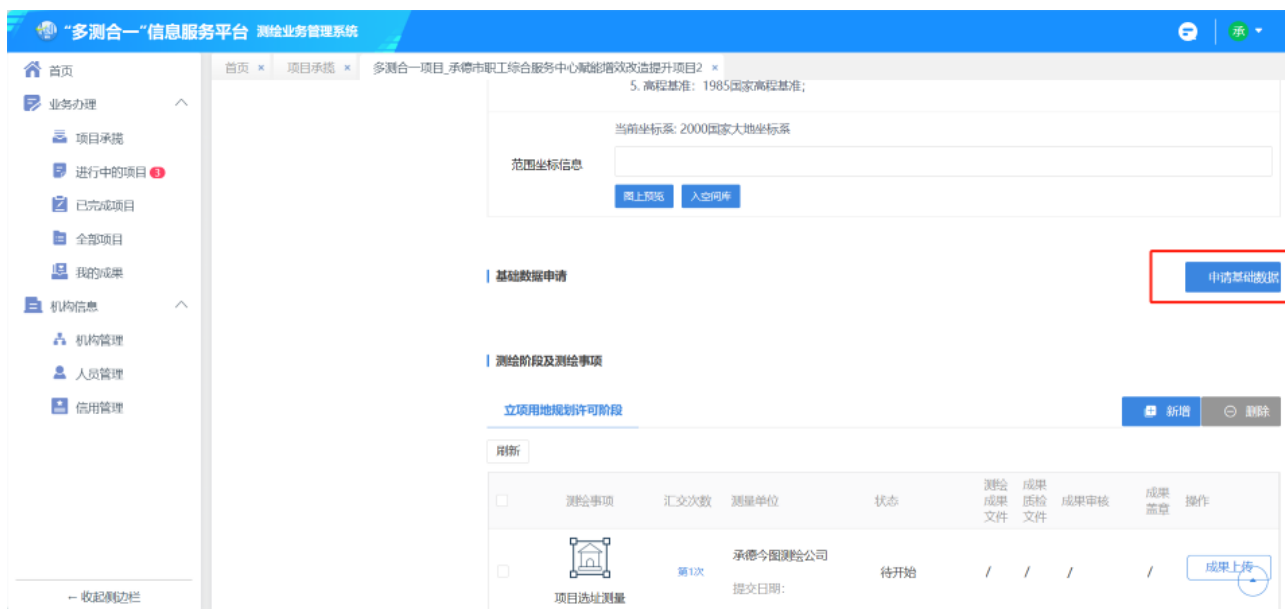 “多测合一“信息服务平台 测绘业务管理系统 承
首页
业务办理
项目承揽
进行中的项目 3
已完成项目
全部项目
我的成果
机构信息
机构管理
人员管理
信用管理
← 收起侧边栏
首页 × 项目承揽 × 多测合一项目_承德市职工综合服务中心赋能增效改造提升项目2 ×
5. 高程基准：1985国家高程基准;
当前坐标系: 2000国家大地坐标系
范围坐标信息
图上预览 入空间库
基础数据申请 申请基础数据
测绘阶段及测绘事项
立项用地规划许可阶段 新增 删除
刷新
测绘事项 汇交次数 测量单位 状态 测绘成果文件 成果质检文件 成果审核 成果盖章 操作
项目选址测量 第1次 承德今图测绘公司 待开始 / / / / 成果上传
提交日期: